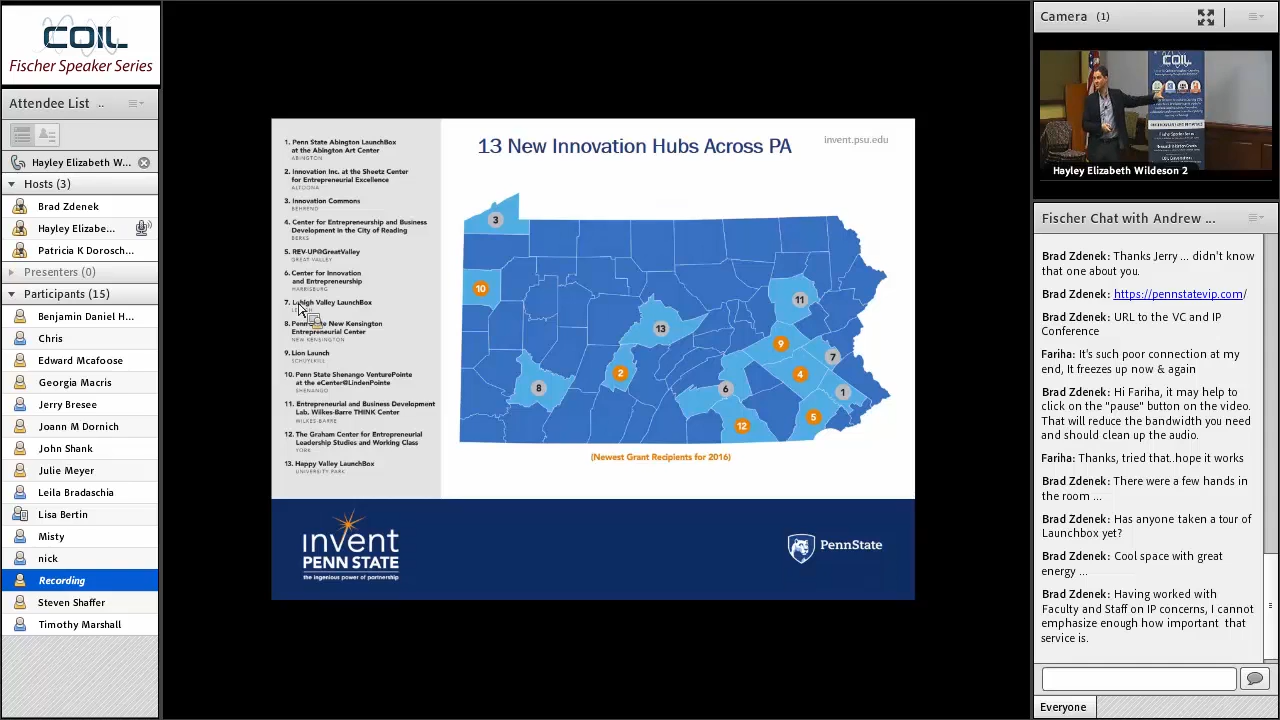 COIL
Fischer Speaker Series
Attendee List ..
Hayley Elizabeth W...
Hosts (3)
Brad Zdenek
Hayley Elizabe...
Patricia K Dorosch...
Presenters (0)
Participants (15)
Benjamin Daniel H...
Chris
Edward Mcafoose
Georgia Macris
Jerry Bresee
Joann M Dornich
John Shank
Julie Meyer
Leila Bradaschia
Lisa Bertin
Misty
nick
Recording
Steven Shaffer
Timothy Marshall
1. Penn State Abington LaunchBox
at the Abington Art Center
ABINGTON
2. Innovation Inc. at the Sheetz Center
for Entrepreneurial Excellence
ALTOONA
3. Innovation Commons
BEHREND
4. Center for Entrepreneurship and Business
Development in the City of Reading
BERKS
5. REV-UP@GreatValley
GREAT VALLEY
6. Center for Innovation
and Entrepreneurship
HARRISBURG
7. Lehigh Valley LaunchBox
8. Penn State New Kensington
Entrepreneurial Center
NEW KENSINGTON
9. Lion Launch
SCHUYLKILL
10. Penn State Shenango VenturePointe
at the eCenter@LindenPointe
SHENANGO
11. Entrepreneurial and Business Development
Lab. Wilkes-Barre THINK Center
WILKES-BARRE
12. The Graham Center for Entrepreneurial
Leadership Studies and Working Class
YORK
13. Happy Valley LaunchBox
UNIVERSITY PARK
13 New Innovation Hubs Across PA
invent.psu.edu
3
10
11
13
9
7
2
4
8
6
1
5
12
(Newest Grant Recipients for 2016)
invent
PENN STATE
the ingenious power of partnership
PennState
Camera (1)
COIL
Hayley Elizabeth Wildeson 2
Fischer Chat with Andrew ...
Brad Zdenek: Thanks Jerry ... didn't know
that one about you.
Brad Zdenek: https://pennstatevip.com/
Brad Zdenek: URL to the VC and IP
Conference
Fariha: It's such poor connection at my
end, It freezes up now & again
Brad Zdenek: Hi Fariha, it may help to
click on the "pause" button on the video.
That will reduce the bandwidth you need
and should clean up the audio.
Fariha: Thanks, tried that..hope it works
Brad Zdenek: There were a few hands in
the room ...
Brad Zdenek: Has anyone taken a tour of
Launchbox yet?
Brad Zdenek: Cool space with great
energy ...
Brad Zdenek: Having worked with
Faculty and Staff on IP concerns, I cannot
emphasize enough how important that
service is.
Everyone